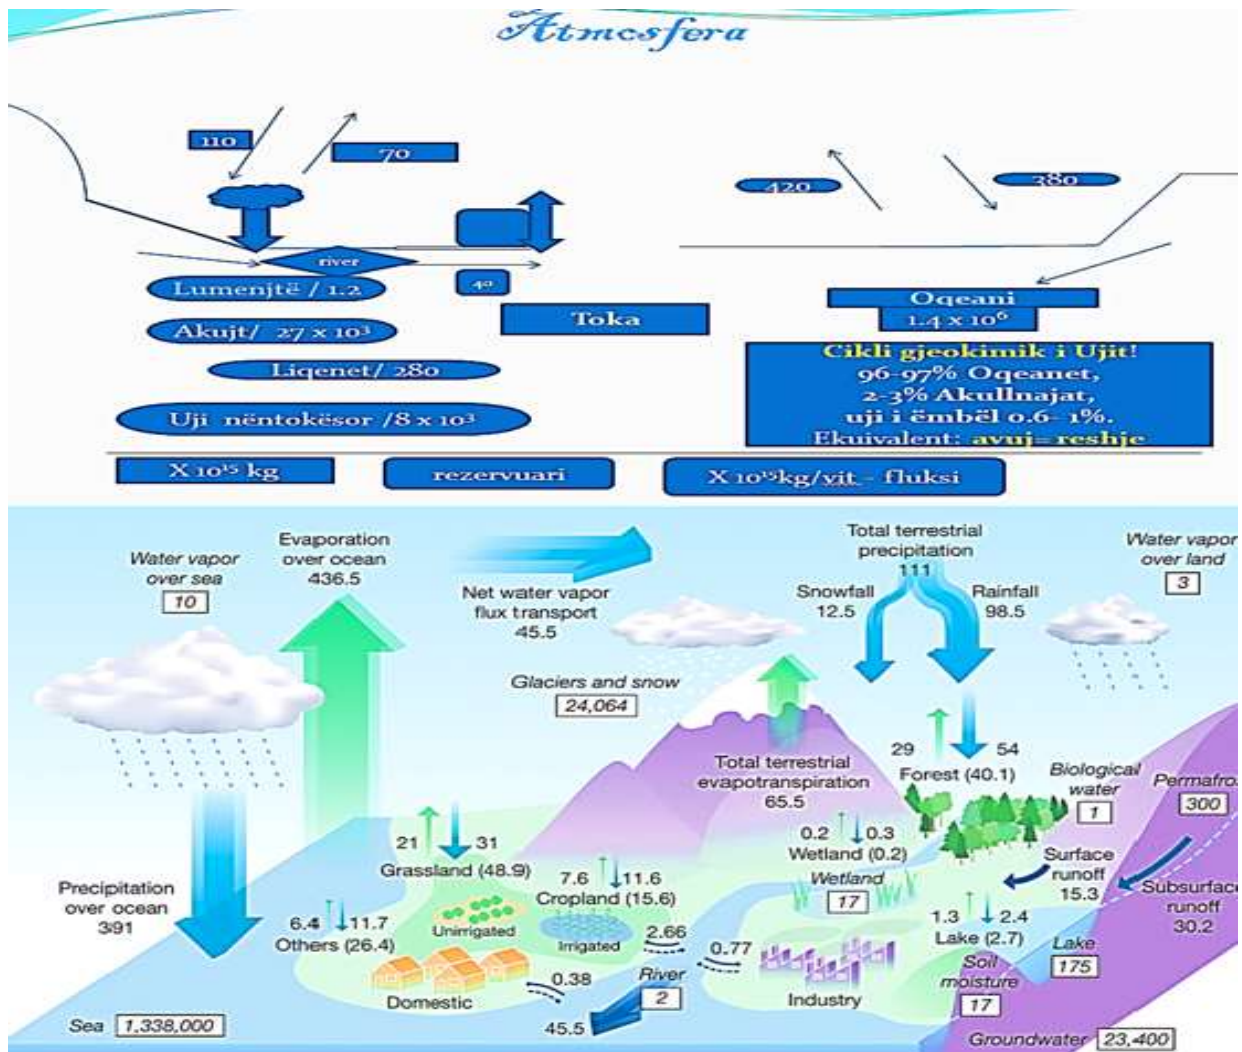 Atmosfera
110
70
420
380
river
Lumenjtë / 1.2
40
Akujt/ 27 x 10³
Toka
Oqeani
1.4 x 10⁶
Liqenet/ 280
Uji nëntokësor /8 x 10³
Cikli gjeokimik i Ujit!
96-97% Oqeanet,
2-3% Akullnajat,
uji i ëmbël 0.6- 1%.
Ekuivalent: avuj= reshje
X 10¹⁵ kg
rezervuari
X 10¹⁵kg/vit - fluksi
Water vapor
over sea
10
Evaporation
over ocean
436.5
Net water vapor
flux transport
45.5
Total terrestrial
precipitation
111
Snowfall
12.5
Rainfall
98.5
Water vapor
over land
3
Glaciers and snow
24,064
Total terrestrial
evapotranspiration
65.5
29
54
Forest (40.1)
Biological
water
1
Permafros
300
21
31
Grassland (48.9)
7.6
11.6
Cropland (15.6)
0.2
0.3
Wetland (0.2)
Wetland
17
Surface
runoff
15.3
Subsurface
runoff
30.2
Precipitation
over ocean
391
6.4
11.7
Others (26.4)
Unirrigated
Irrigated
2.66
0.77
1.3
2.4
Lake (2.7)
Lake
175
Domestic
0.38
River
2
45.5
Industry
Soil
moisture
17
Sea 1,338,000
Groundwater 23,400